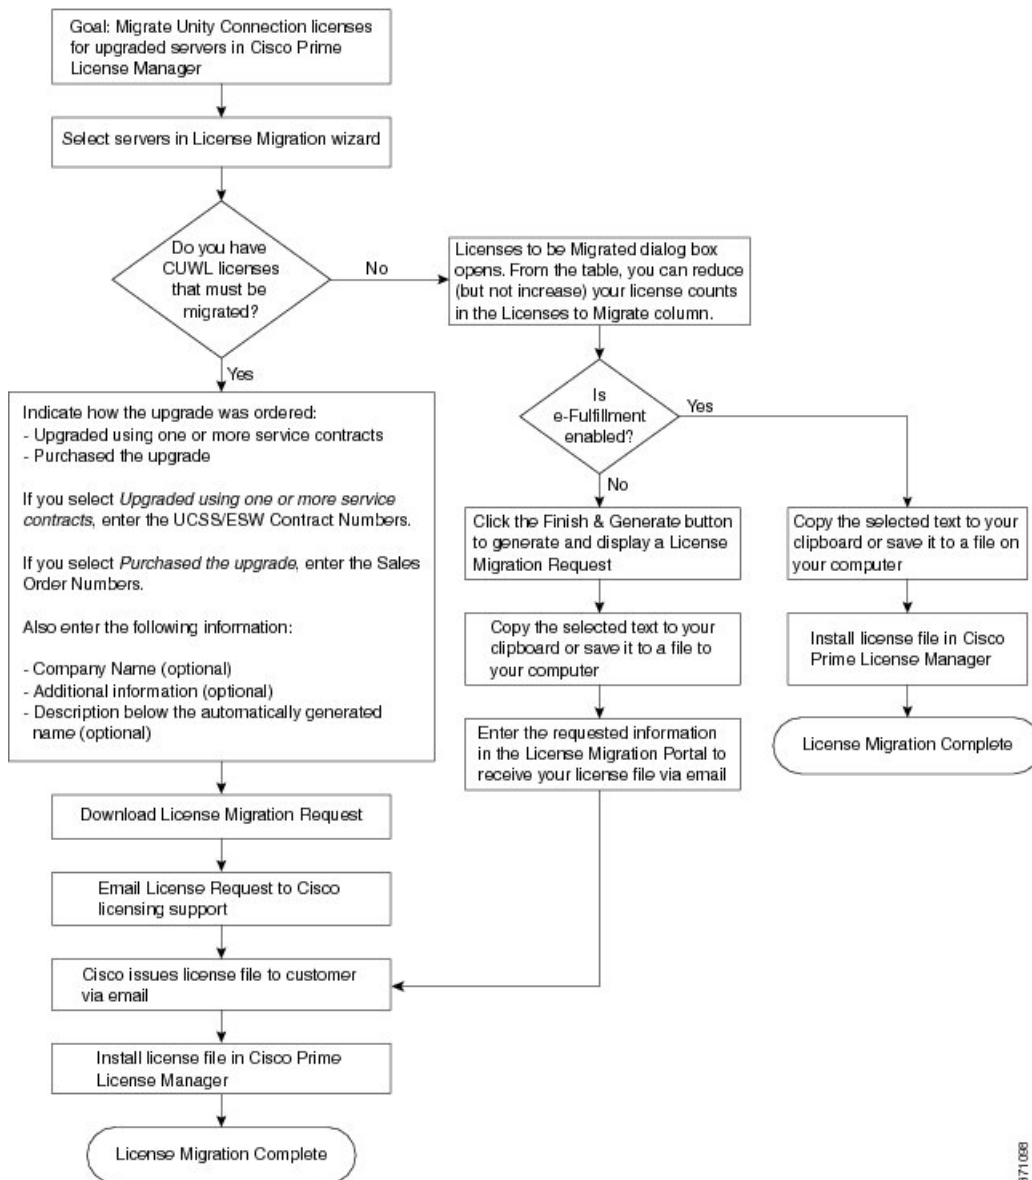 Goal: Migrate Unity Connection licenses
for upgraded servers in Cisco Prime
License Manager
Select servers in License Migration wizard
Do you have
CUWL licenses
that must be
migrated?
No
Licenses to be Migrated dialog box
opens. From the table, you can reduce
(but not increase) your license counts
in the Licenses to Migrate column.
Yes
Indicate how the upgrade was ordered:
- Upgraded using one or more service contracts
- Purchased the upgrade
If you select Upgraded using one or more service
contracts, enter the UCSS/ESW Contract Numbers.
If you select Purchased the upgrade, enter the Sales
Order Numbers.
Also enter the following information:
- Company Name (optional)
- Additional information (optional)
- Description below the automatically generated
name (optional)
Is
e-Fulfillment
enabled?
Yes
No
Click the Finish & Generate button
to generate and display a License
Migration Request
Copy the selected text to your
clipboard or save it to a file on
your computer
Copy the selected text to your
clipboard or save it to a file to
your computer
Install license file in Cisco
Prime License Manager
Enter the requested information
in the License Migration Portal to
receive your license file via email
License Migration Complete
Download License Migration Request
Email License Request to Cisco
licensing support
Cisco issues license file to customer
via email
Install license file in Cisco Prime
License Manager
License Migration Complete
371098